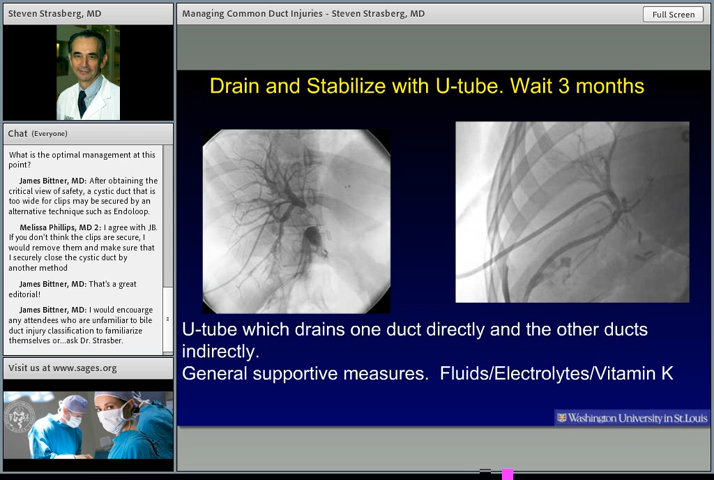 Steven Strasberg, MD
Managing Common Duct Injuries - Steven Strasberg, MD
Full Screen
Chat (Everyone)
What is the optimal management at this
point?
James Bittner, MD: After obtaining the
critical view of safety, a cystic duct that is
too wide for clips may be secured by an
alternative technique such as Endoloop.
Melissa Phillips, MD 2: I agree with JB.
If you don't think the clips are secure, I
would remove them and make sure that
I securely close the cystic duct by
another method
James Bittner, MD: That's a great
editorial!
James Bittner, MD: I would encouarge
any attendees who are unfamiliar to bile
duct injury classification to familiarize
themselves or...ask Dr. Strasber.
Visit us at www.sages.org
Drain and Stabilize with U-tube. Wait 3 months
U-tube which drains one duct directly and the other ducts
indirectly.
General supportive measures. Fluids/Electrolytes/Vitamin K
Washington University in St.Louis